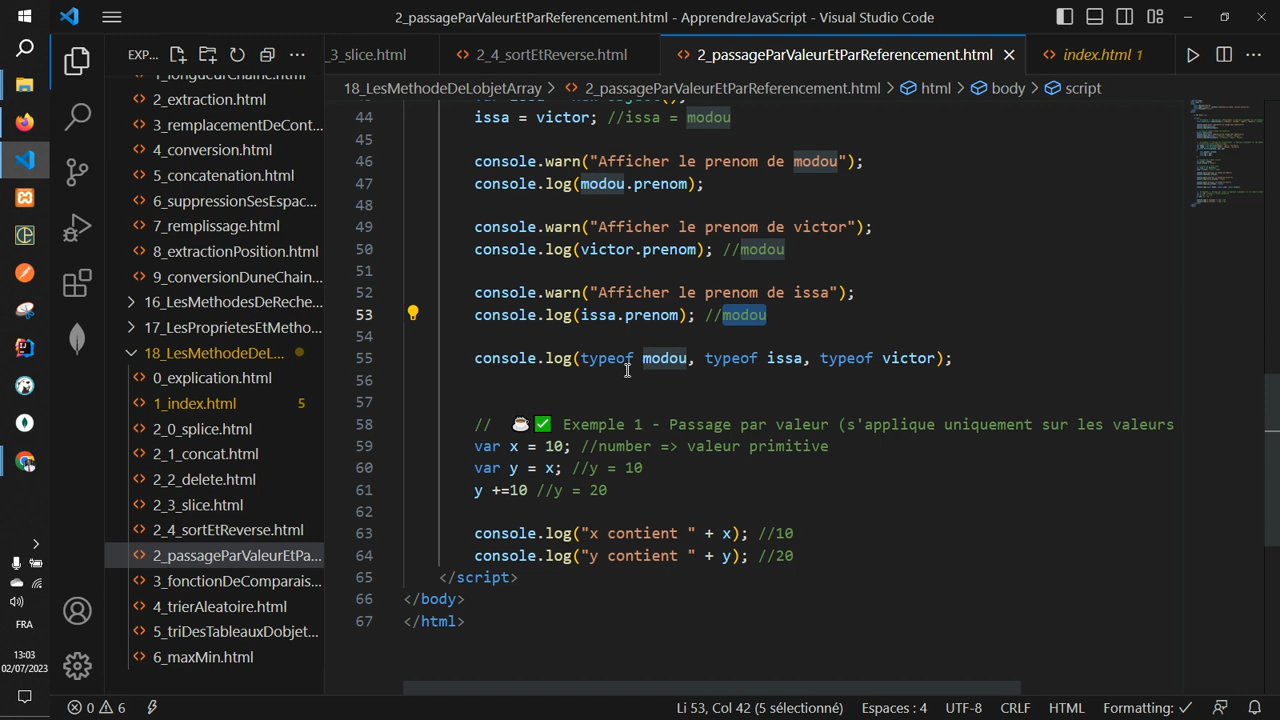 2_passageParValeurEtParReferencement.html - ApprendreJavaScript - Visual Studio Code
EXP...
_3_slice.html
2_4_sortEtReverse.html
2_passageParValeurEtParReferencement.html
index.html 1
18_LesMethodeDeLobjetArray > 2_passageParValeurEtParReferencement.html > html > body > script
2_extraction.html
3_remplacementDeCont...
4_conversion.html
5_concatenation.html
6_suppressionSesEspac...
7_remplissage.html
8_extractionPosition.html
9_conversionDuneChain...
16_LesMethodesDeReche...
17_LesProprietesEtMetho...
18_LesMethodeDeL...
0_explication.html
1_index.html 5
2_0_splice.html
2_1_concat.html
2_2_delete.html
2_3_slice.html
2_4_sortEtReverse.html
2_passageParValeurEtPa...
3_fonctionDeComparais...
4_trierAleatoire.html
5_triDesTableauxDobjet...
6_maxMin.html
44 issa = victor; //issa = modou
45
46 console.warn("Afficher le prenom de modou");
47 console.log(modou.prenom);
48
49 console.warn("Afficher le prenom de victor");
50 console.log(victor.prenom); //modou
51
52 console.warn("Afficher le prenom de issa");
53 console.log(issa.prenom); //modou
54
55 console.log(typeof modou, typeof issa, typeof victor);
56
57
58 // ☕✅ Exemple 1 - Passage par valeur (s'applique uniquement sur les valeurs
59 var x = 10; //number => valeur primitive
60 var y = x; //y = 10
61 y +=10 //y = 20
62
63 console.log("x contient " + x); //10
64 console.log("y contient " + y); //20
65 </script>
66 </body>
67 </html>
FRA
13:03
02/07/2023
0 6
Li 53, Col 42 (5 sélectionné)
Espaces : 4
UTF-8
CRLF
HTML
Formatting: ✓